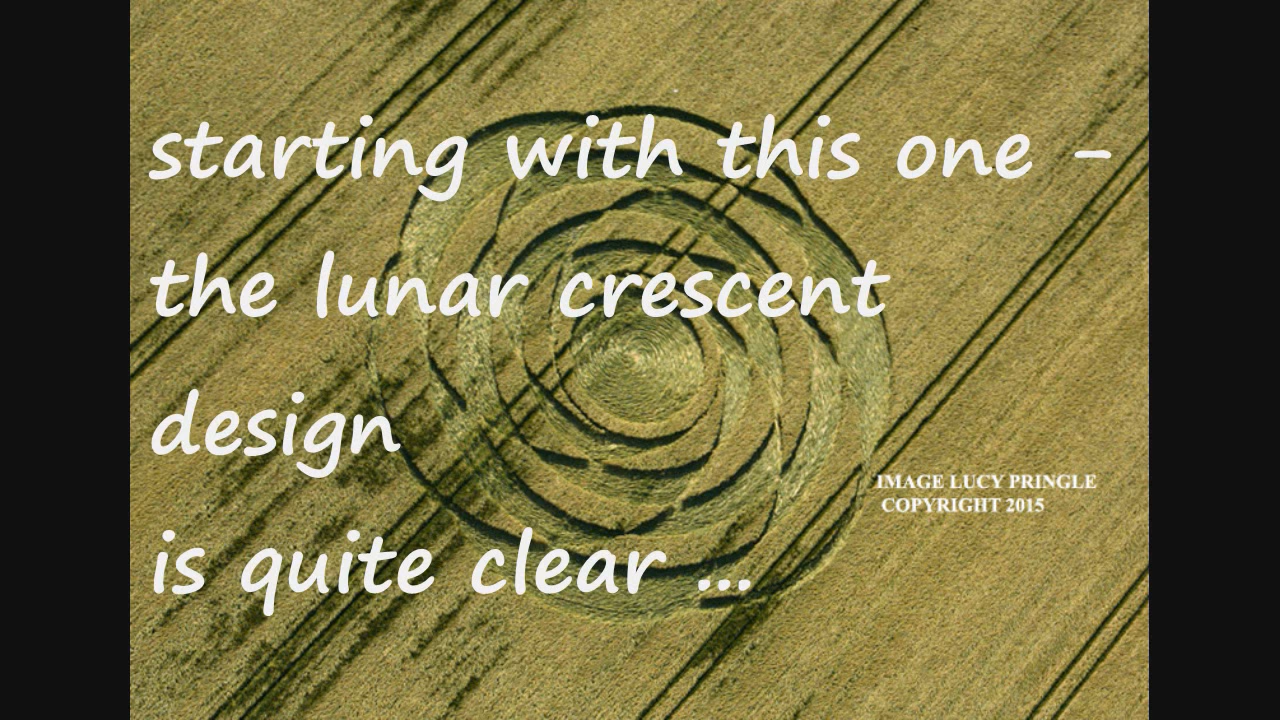 starting with this one -
the lunar crescent
design
is quite clear ...
IMAGE LUCY PRINGLE
COPYRIGHT 2015